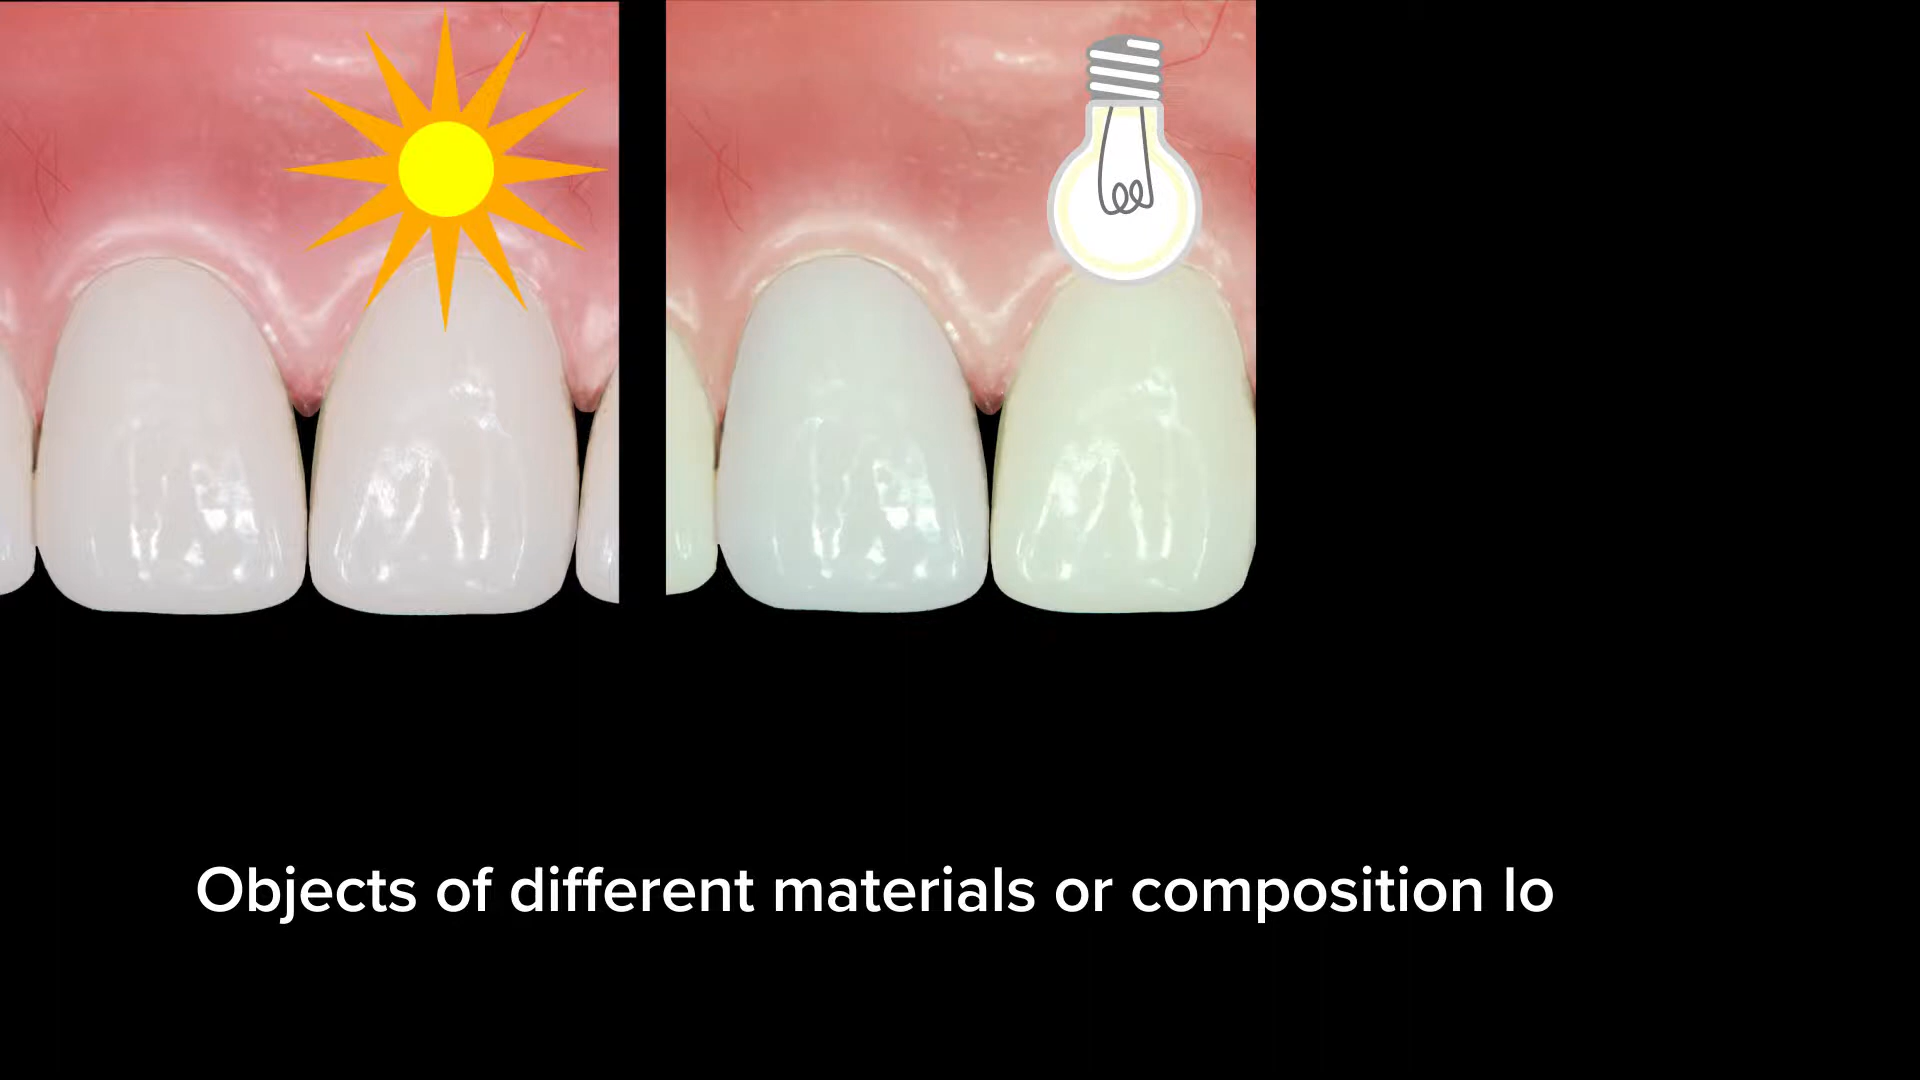 Objects of different materials or composition lo